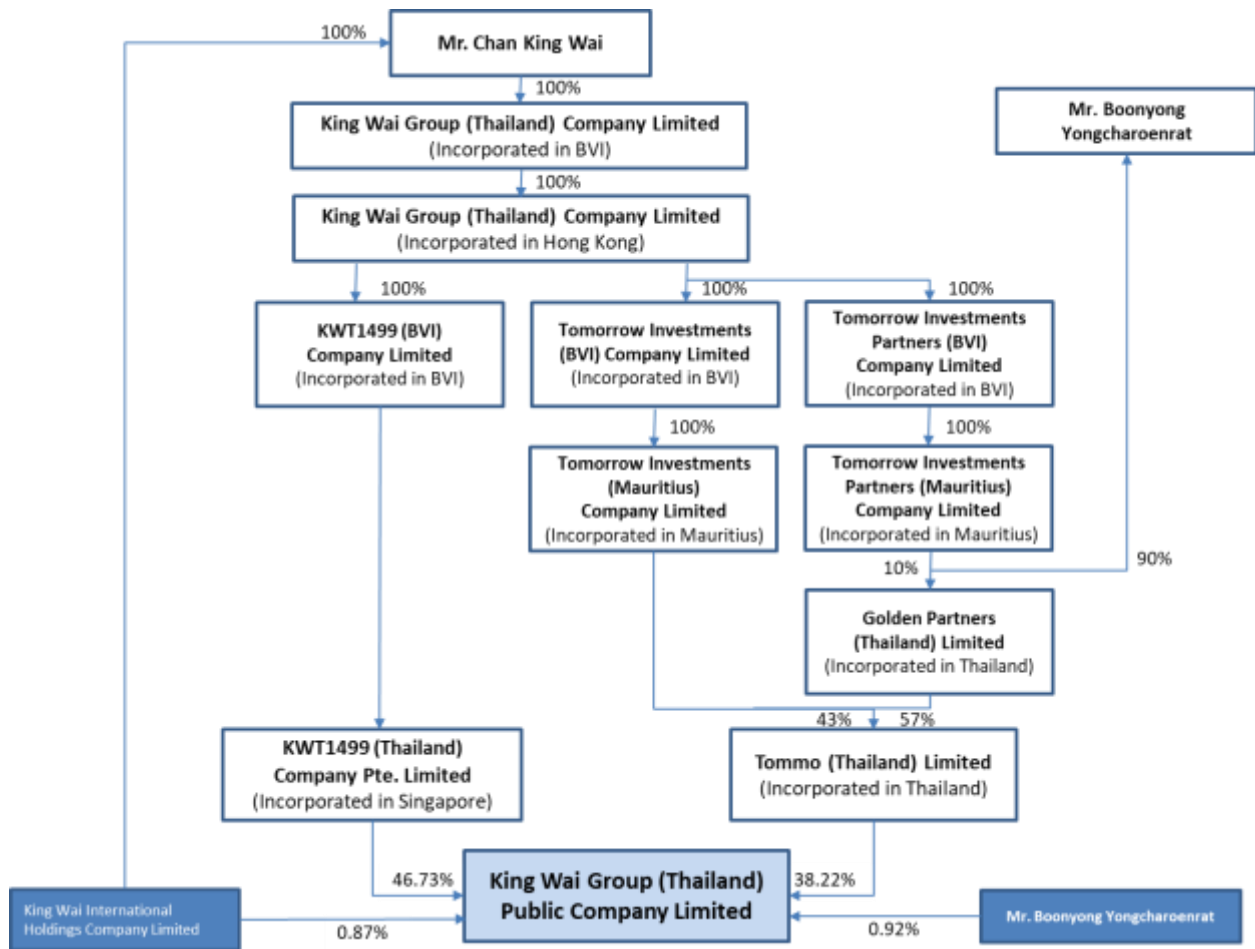 100%
Mr. Chan King Wai
100%
King Wai Group (Thailand) Company Limited
(Incorporated in BVI)
Mr. Boonyong
Yongcharoenrat
100%
King Wai Group (Thailand) Company Limited
(Incorporated in Hong Kong)
100%
100%
100%
KWT1499 (BVI)
Company Limited
(Incorporated in BVI)
Tomorrow Investments
(BVI) Company Limited
(Incorporated in BVI)
Tomorrow Investments
Partners (BVI)
Company Limited
(Incorporated in BVI)
100%
100%
Tomorrow Investments
(Mauritius)
Company Limited
(Incorporated in Mauritius)
Tomorrow Investments
Partners (Mauritius)
Company Limited
(Incorporated in Mauritius)
10%
90%
Golden Partners
(Thailand) Limited
(Incorporated in Thailand)
43%
57%
KWT1499 (Thailand)
Company Pte. Limited
(Incorporated in Singapore)
Tommo (Thailand) Limited
(Incorporated in Thailand)
46.73%
King Wai Group (Thailand)
Public Company Limited
38.22%
King Wai International
Holdings Company Limited
0.87%
0.92%
Mr. Boonyong Yongcharoenrat